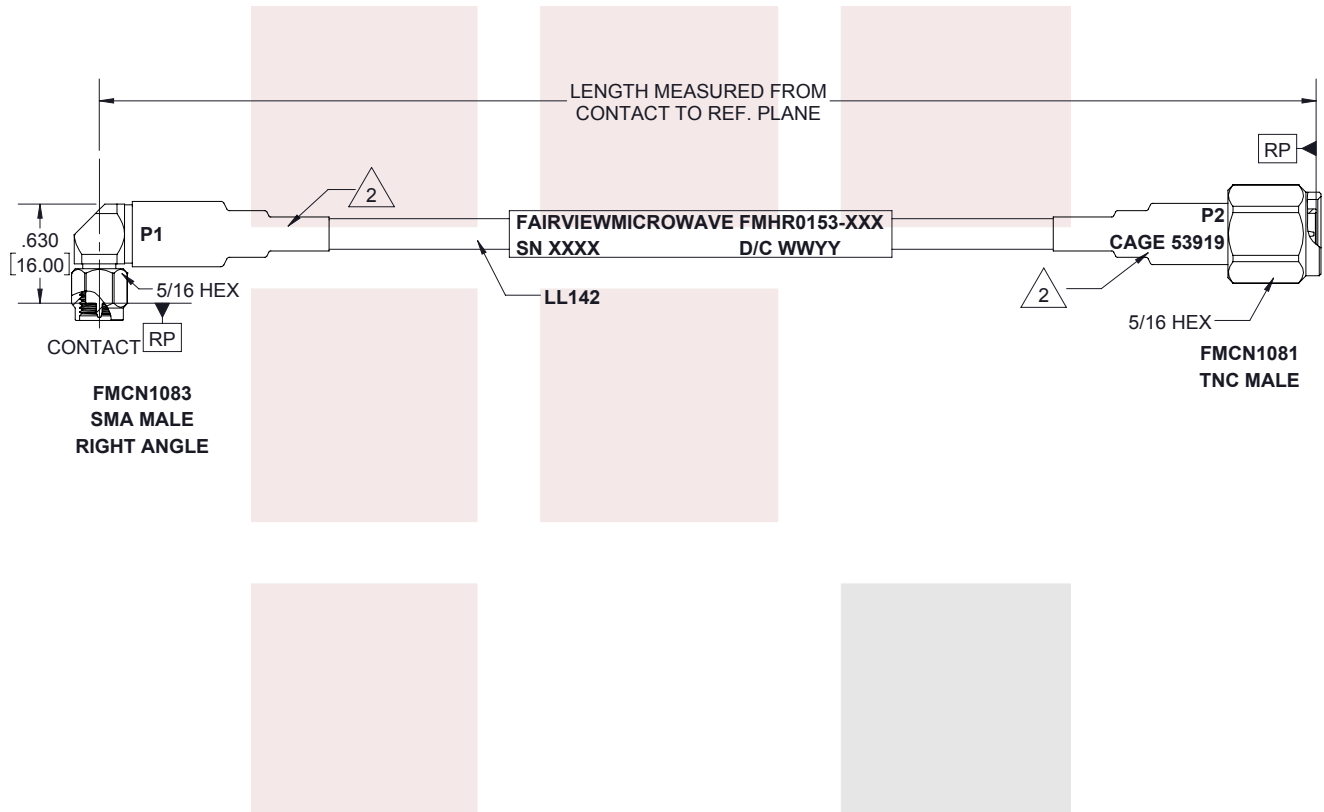 LENGTH MEASURED FROM
CONTACT TO REF. PLANE
RP
2
P1
FAIRVIEWMICROWAVE FMHR0153-XXX
SN XXXX D/C WWYY
P2
CAGE 53919
.630
[16.00]
5/16 HEX
LL142
2
5/16 HEX
CONTACT
RP
FMCN1083
SMA MALE
RIGHT ANGLE
FMCN1081
TNC MALE